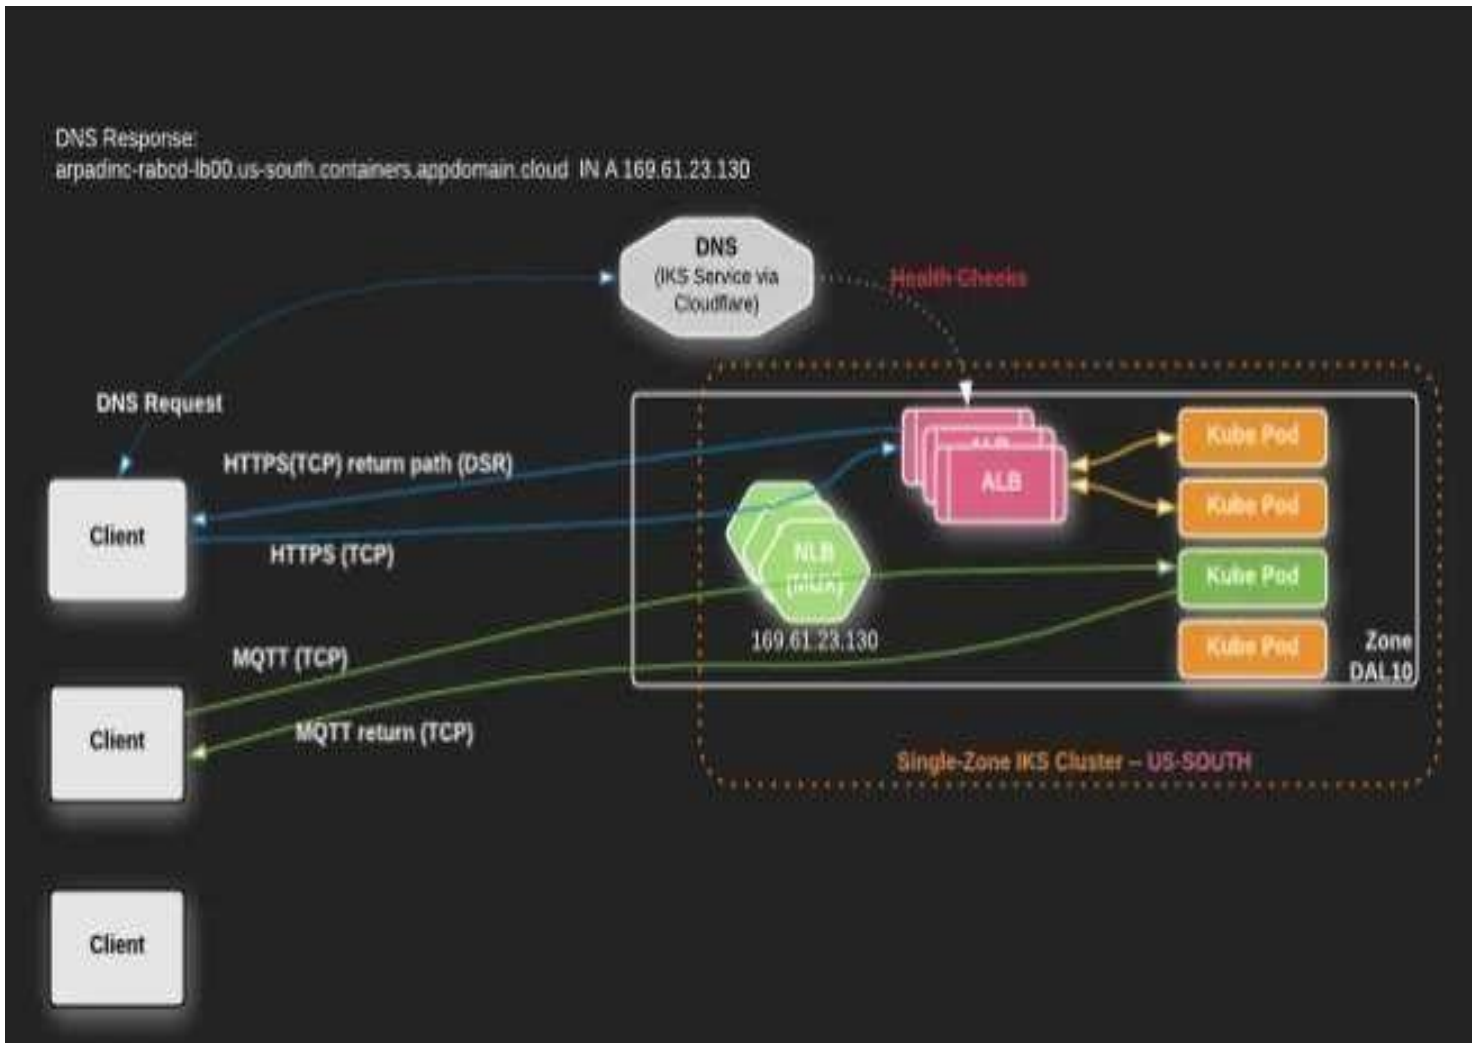 DNS Response:
arpadinc-rabcd-lb00.us-south.containers.appdomain.cloud IN A 169.61.23.130
DNS
(IKS Service via
Cloudflare)
Health Checks
DNS Request
HTTPS(TCP) return path (DSR)
Client
HTTPS (TCP)
ALB
ALB
Kube Pod
Kube Pod
NLB
(MUX)
Kube Pod
169.61.23.130
Kube Pod
Zone
DAL10
MQTT (TCP)
Client
MQTT return (TCP)
Single-Zone IKS Cluster – US-SOUTH
Client